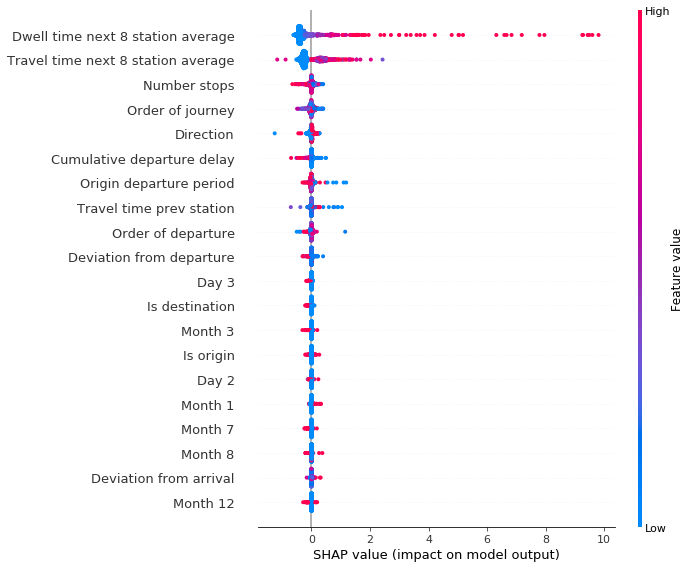 High
Dwell time next 8 station average
Travel time next 8 station average
Number stops
Order of journey
Direction
Cumulative departure delay
Origin departure period
Travel time prev station
Order of departure
Deviation from departure
Day 3
Is destination
Month 3
Is origin
Day 2
Month 1
Month 7
Month 8
Deviation from arrival
Month 12
Feature value
Low
0 2 4 6 8 10
SHAP value (impact on model output)